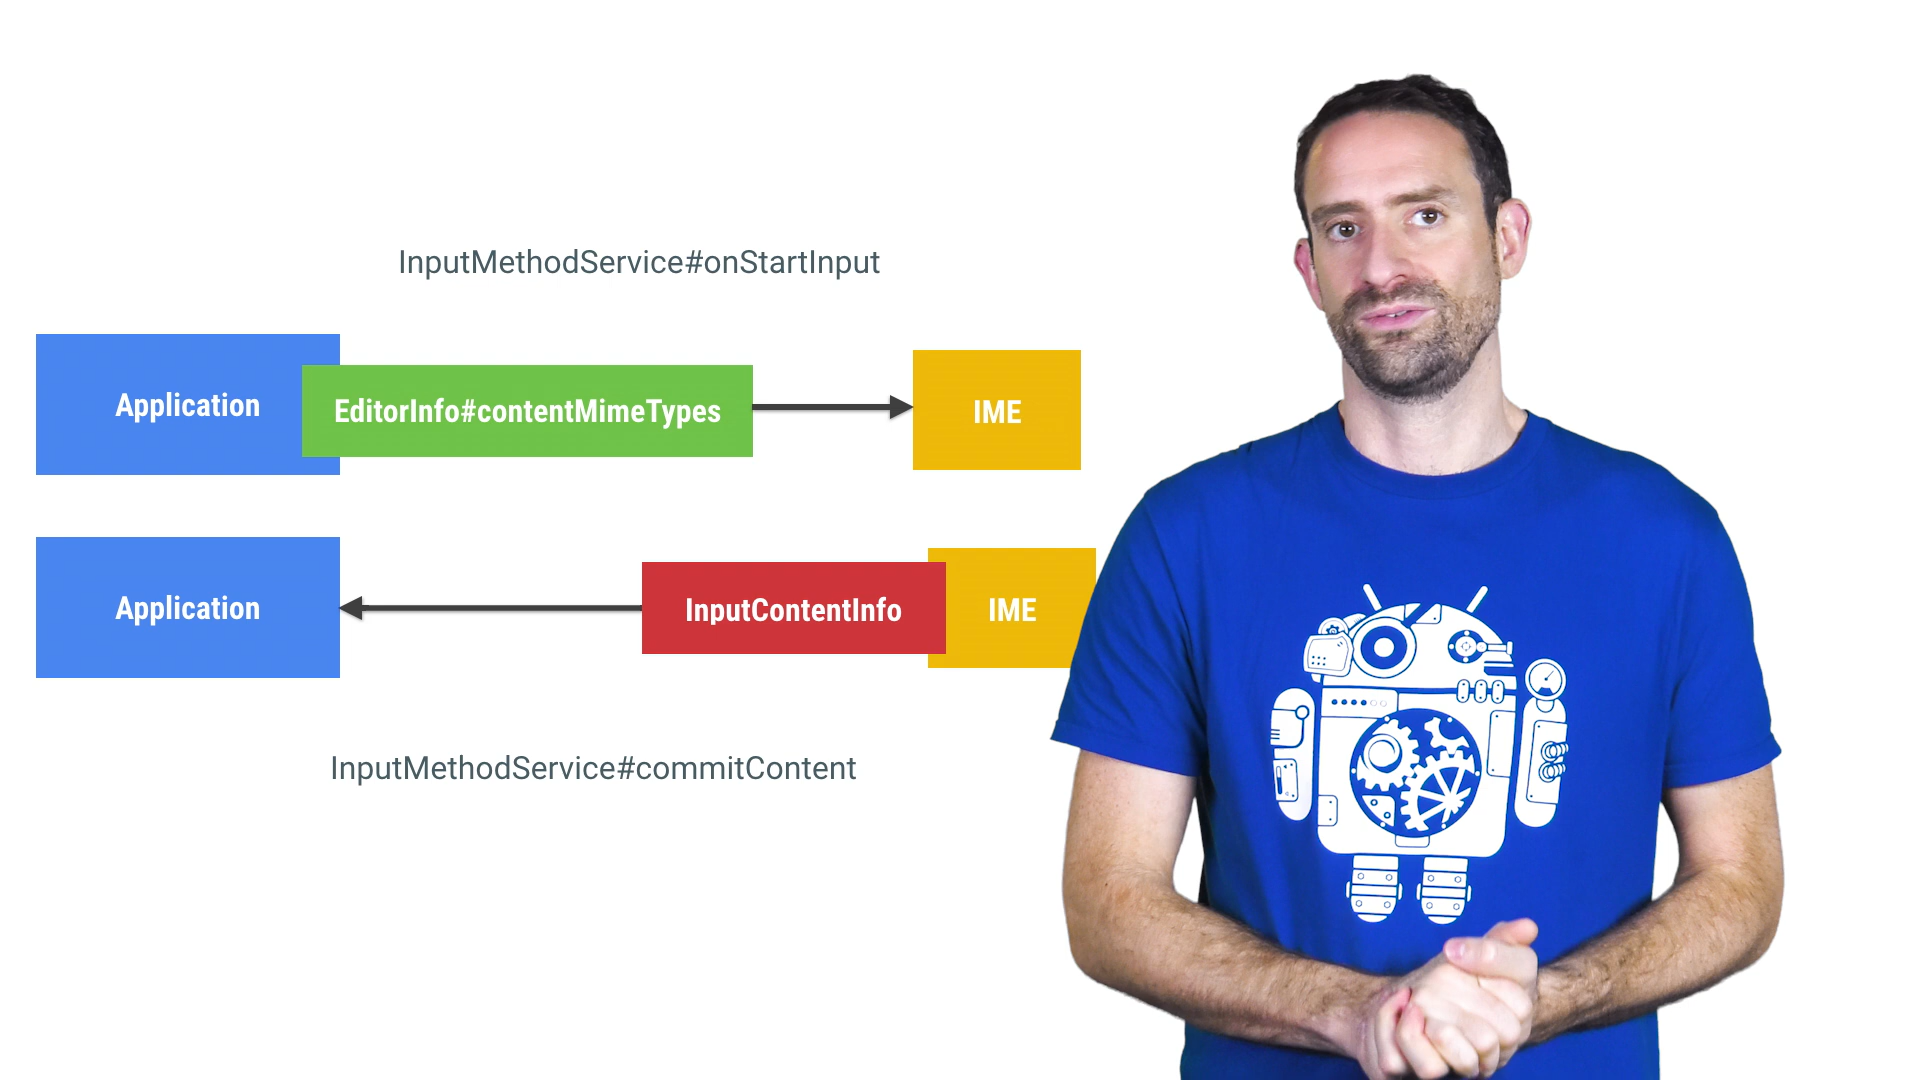 InputMethodService#onStartInput
Application
EditorInfo#contentMimeTypes
IME
Application
InputContentInfo
IME
InputMethodService#commitContent